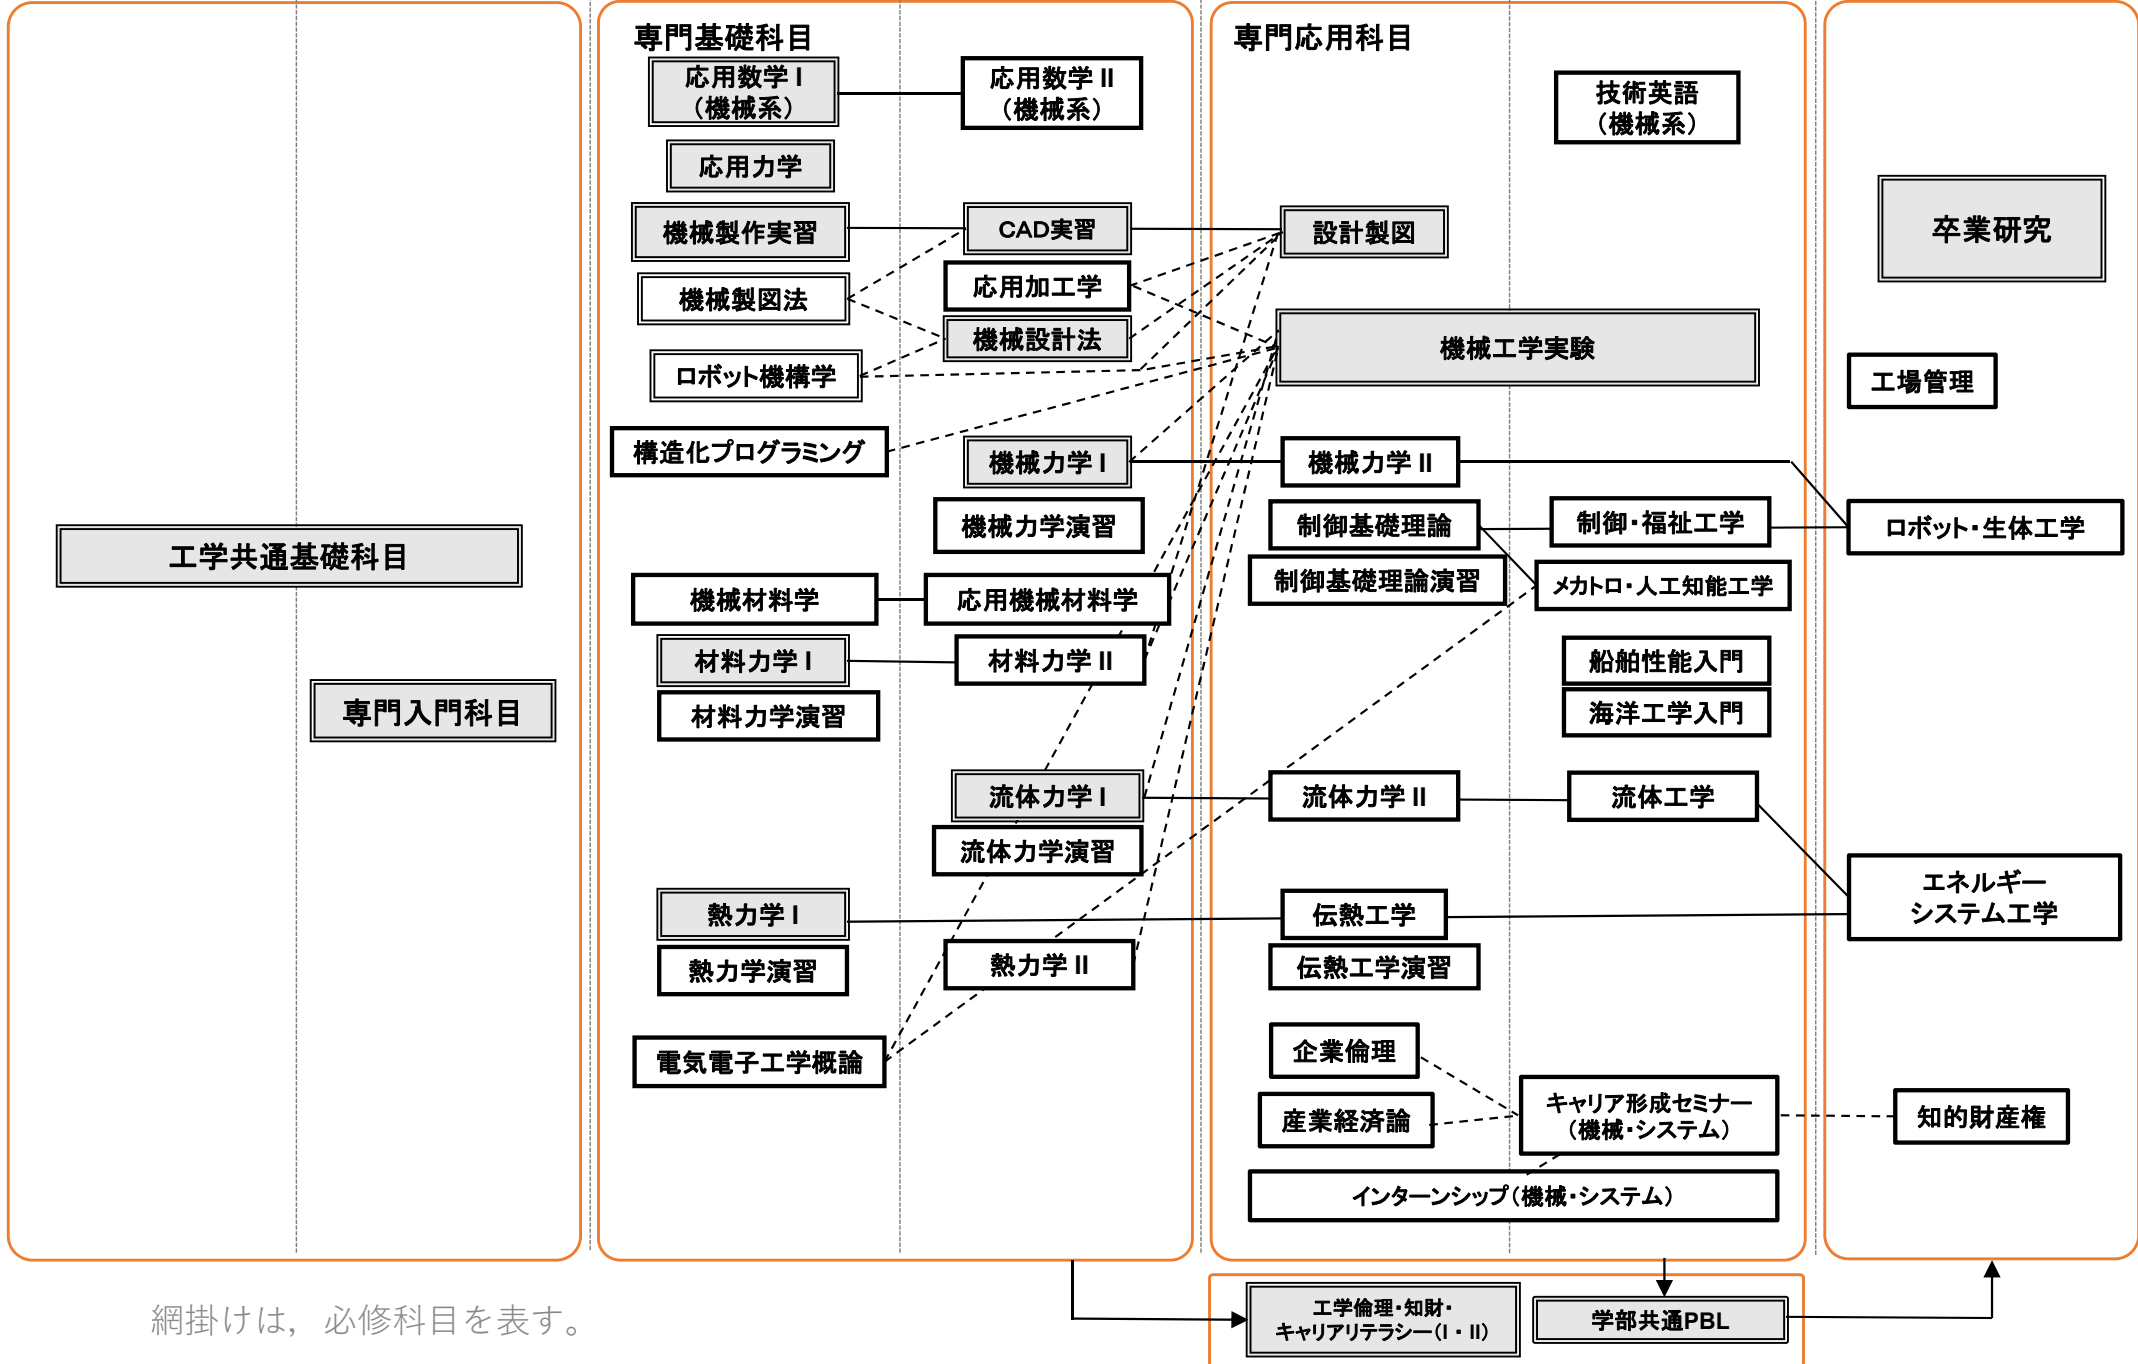 専門基礎科目
専門応用科目
応用数学 I
（機械系）
応用数学 II
（機械系）
技術英語
（機械系）
応用力学
機械製作実習
CAD実習
設計製図
卒業研究
機械製図法
応用加工学
機械設計法
機械工学実験
ロボット機構学
工場管理
構造化プログラミング
機械力学 I
機械力学 II
機械力学演習
制御基礎理論
制御・福祉工学
ロボット・生体工学
工学共通基礎科目
制御基礎理論演習
メカトロ・人工知能工学
機械材料学
応用機械材料学
材料力学 I
材料力学 II
船舶性能入門
専門入門科目
材料力学演習
海洋工学入門
流体力学 I
流体力学 II
流体工学
流体力学演習
熱力学 I
伝熱工学
エネルギー
システム工学
熱力学演習
熱力学 II
伝熱工学演習
電気電子工学概論
企業倫理
産業経済論
キャリア形成セミナー
（機械・システム）
知的財産権
インターンシップ（機械・システム）
工学倫理・知財・
キャリアリテラシー（I・II）
学部共通PBL
網掛けは，必修科目を表す。